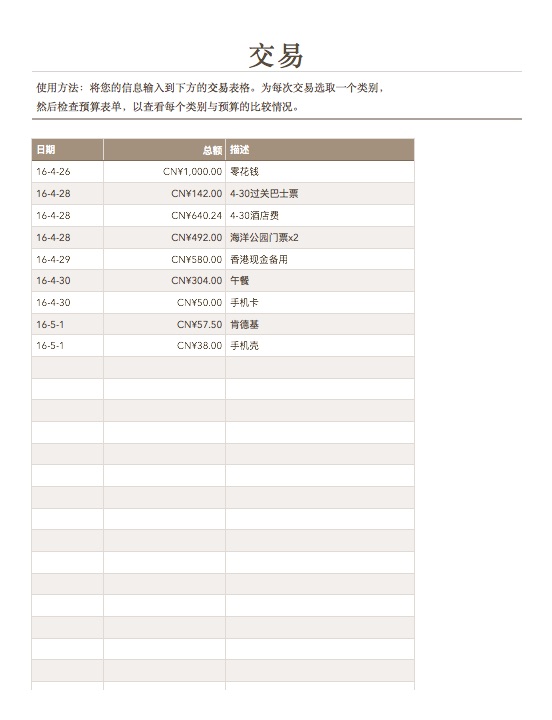 交易
使用方法：将您的信息输入到下方的交易表格。为每次交易选取一个类别，
然后检查预算表单，以查看每个类别与预算的比较情况。
日期 总额 描述
16-4-26 CN¥1,000.00 零花钱
16-4-28 CN¥142.00 4-30过关巴士票
16-4-28 CN¥640.24 4-30酒店费
16-4-28 CN¥492.00 海洋公园门票x2
16-4-29 CN¥580.00 香港现金备用
16-4-30 CN¥304.00 午餐
16-4-30 CN¥50.00 手机卡
16-5-1 CN¥57.50 肯德基
16-5-1 CN¥38.00 手机壳